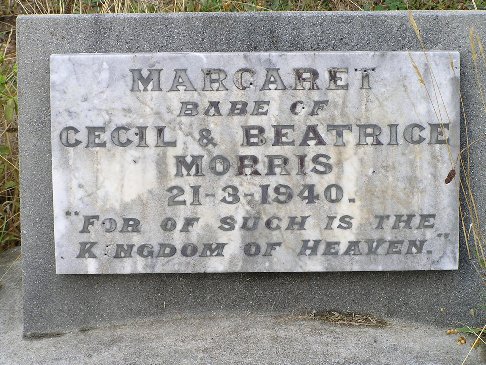 MARGARET
BABE OF
CECIL & BEATRICE
MORRIS
21-3-1940.
"FOR OF SUCH IS THE
KINGDOM OF HEAVEN."